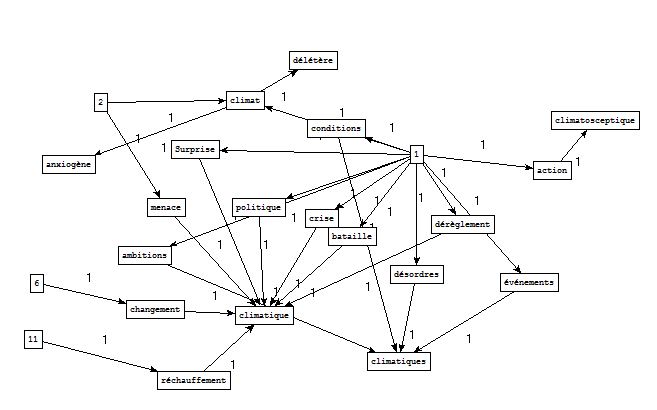 délétère
2
climat
1
1
conditions
1
climatosceptique
1
1
Surprise
1
1
anxiogène
1
action
1
1
menace
politique
1
1
1
crise
1
1
1
dérèglement
bataille
1
ambitions
1
1
désordres
événements
6
1
changement
1
1
1
1
1
climatique
11
1
1
1
climatiques
1
réchauffement